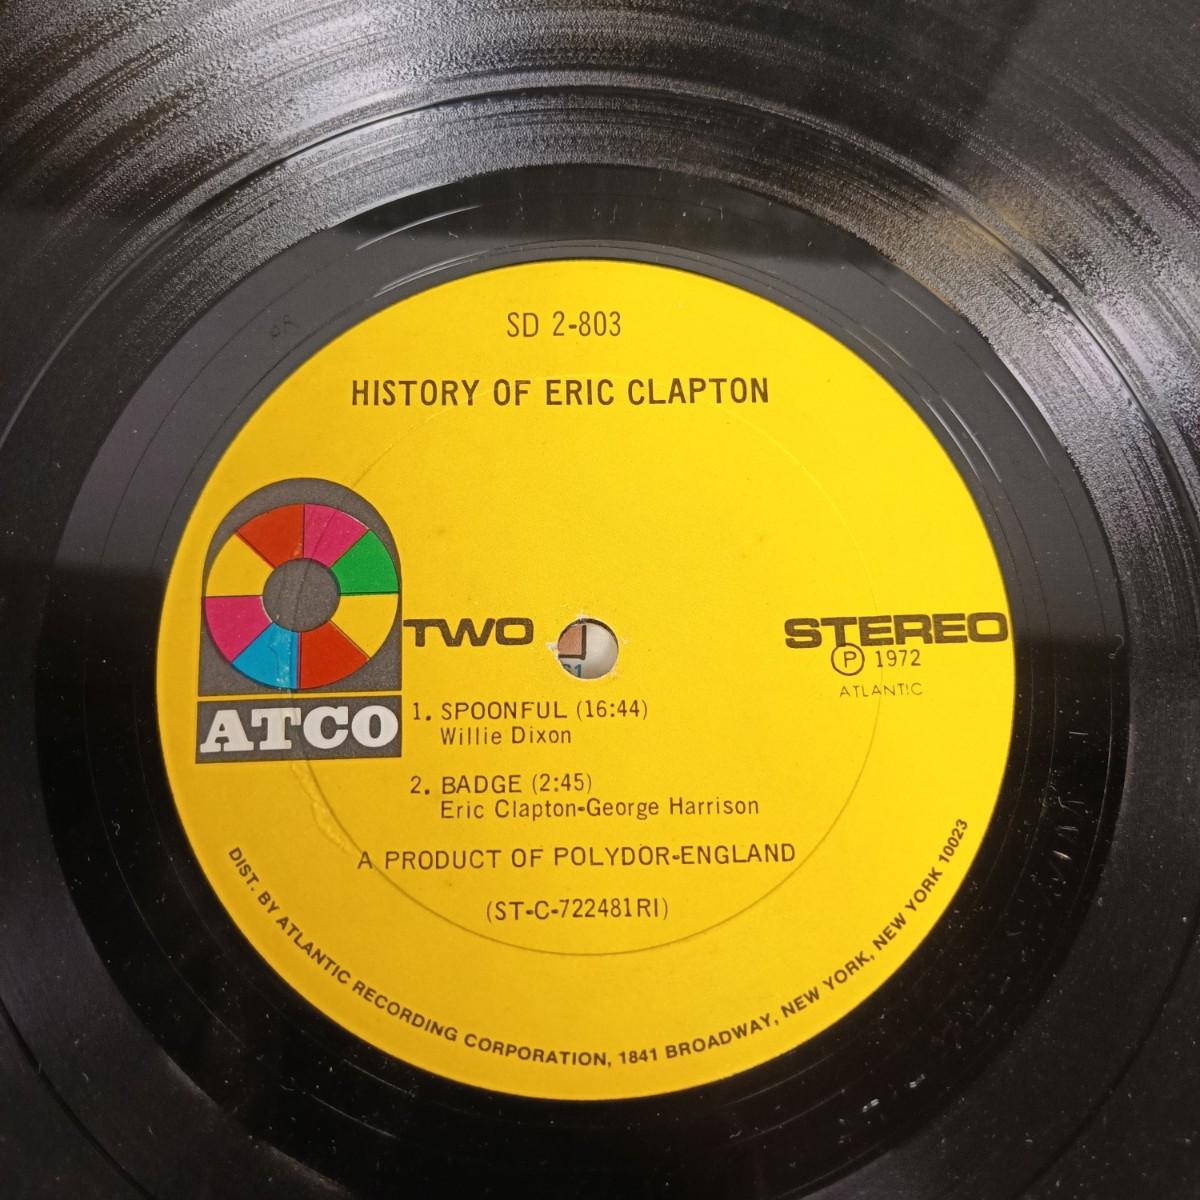 SD 2-803
HISTORY OF ERIC CLAPTON
ATCO
TWO
STEREO
Ⓟ 1972
ATLANTIC
1. SPOONFUL (16:44)
Willie Dixon
2. BADGE (2:45)
Eric Clapton-George Harrison
A PRODUCT OF POLYDOR-ENGLAND
(ST-C-722481RI)
DIST. BY ATLANTIC RECORDING CORPORATION, 1841 BROADWAY, NEW YORK, NEW YORK 10023